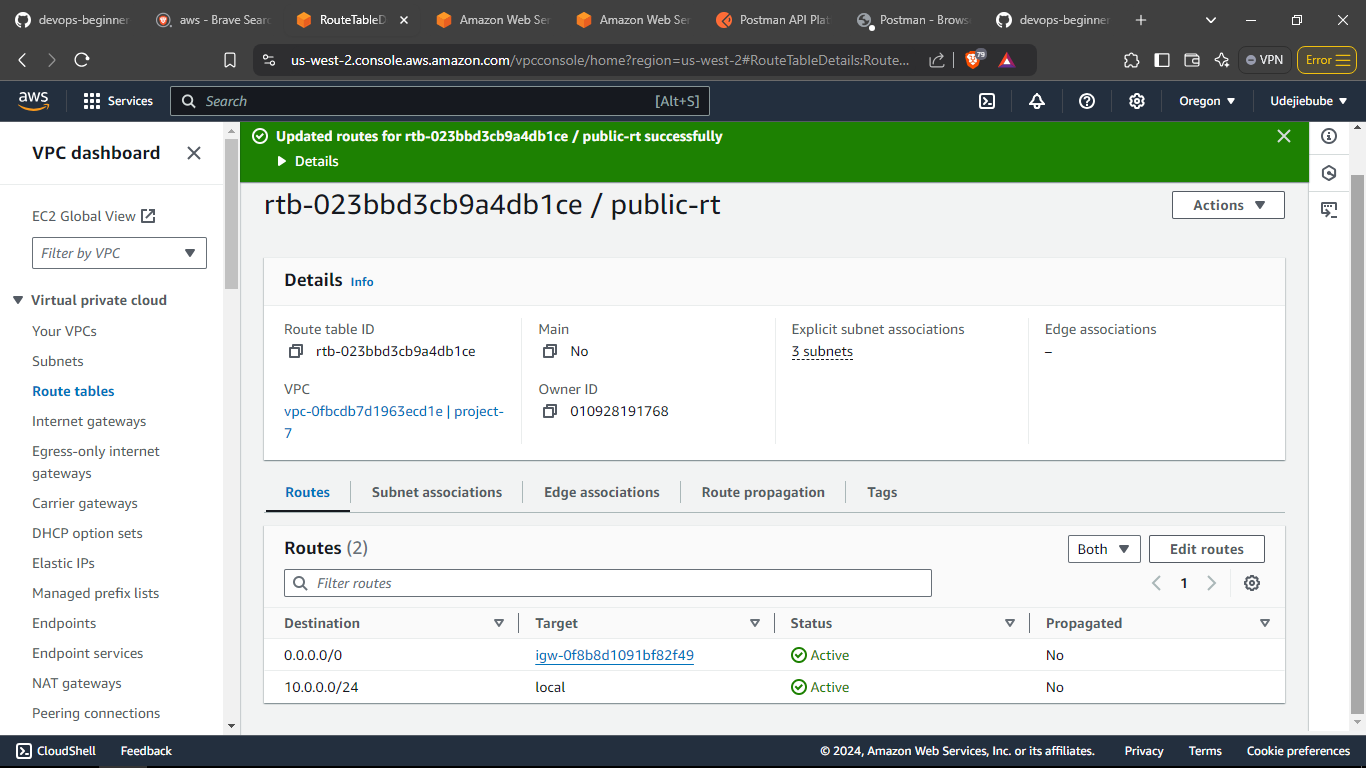 devops-beginner
aws - Brave Sear
RouteTableD
Amazon Web Se
Amazon Web Se
Postman API Plat
Postman - Brows
devops-beginner
us-west-2.console.aws.amazon.com/vpcconsole/home?region=us-west-2#RouteTableDetails:Route...
79
VPN
Error
aws
Services
Search
[Alt+S]
Oregon
Udejiebube
VPC dashboard
EC2 Global View
Filter by VPC
Virtual private cloud
Your VPCs
Subnets
Route tables
Internet gateways
Egress-only internet
gateways
Carrier gateways
DHCP option sets
Elastic IPs
Managed prefix lists
Endpoints
Endpoint services
NAT gateways
Peering connections
Updated routes for rtb-023bbd3cb9a4db1ce / public-rt successfully
Details
rtb-023bbd3cb9a4db1ce / public-rt
Actions
Details Info
Route table ID
rtb-023bbd3cb9a4db1ce
Main
No
Explicit subnet associations
3 subnets
Edge associations
–
VPC
vpc-0fbcdb7d1963ecd1e | project-
7
Owner ID
010928191768
Routes
Subnet associations
Edge associations
Route propagation
Tags
Routes (2)
Both
Edit routes
Filter routes
1
Destination Target Status Propagated
0.0.0.0/0 igw-0f8b8d1091bf82f49 Active No
10.0.0.0/24 local Active No
CloudShell
Feedback
© 2024, Amazon Web Services, Inc. or its affiliates.
Privacy
Terms
Cookie preferences